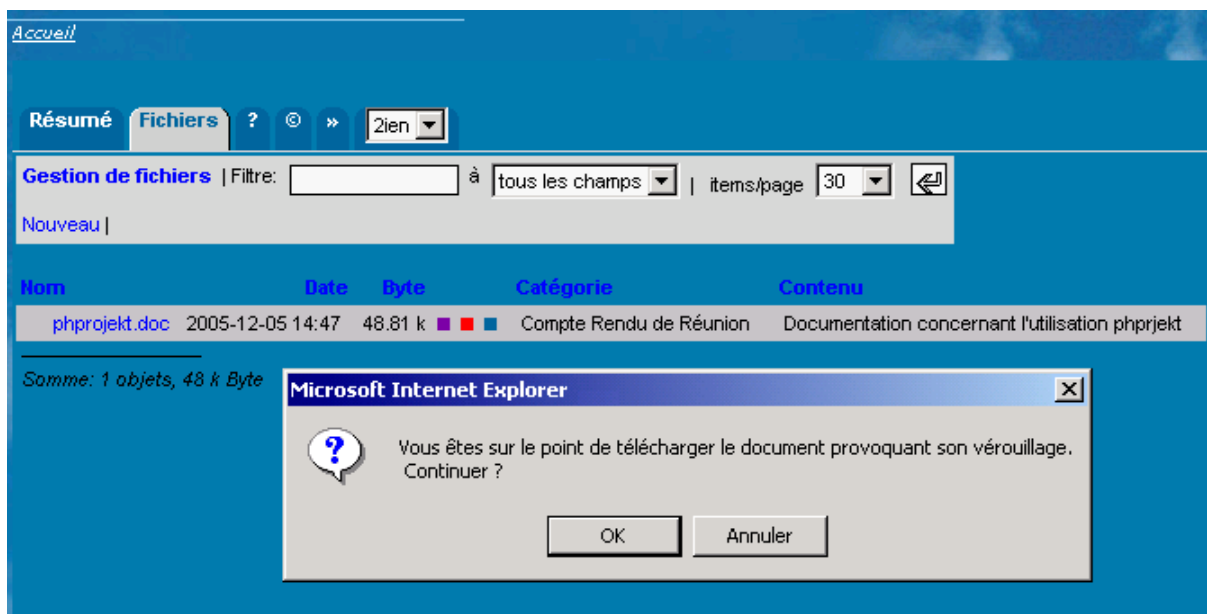 Accueil
Résumé Fichiers ? © » 2ien
Gestion de fichiers | Filtre: à tous les champs | items/page 30
Nouveau |
Nom Date Byte Catégorie Contenu
phprojekt.doc 2005-12-05 14:47 48.81 k Compte Rendu de Réunion Documentation concernant l'utilisation phprjekt
Somme: 1 objets, 48 k Byte
Microsoft Internet Explorer
Vous êtes sur le point de télécharger le document provoquant son vérouillage.
Continuer ?
OK Annuler